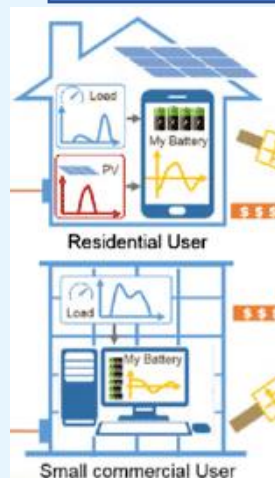 Load
My Battery
PV
$ $ $
Residential User
Load
My Battery
$ $ $
Small commercial User